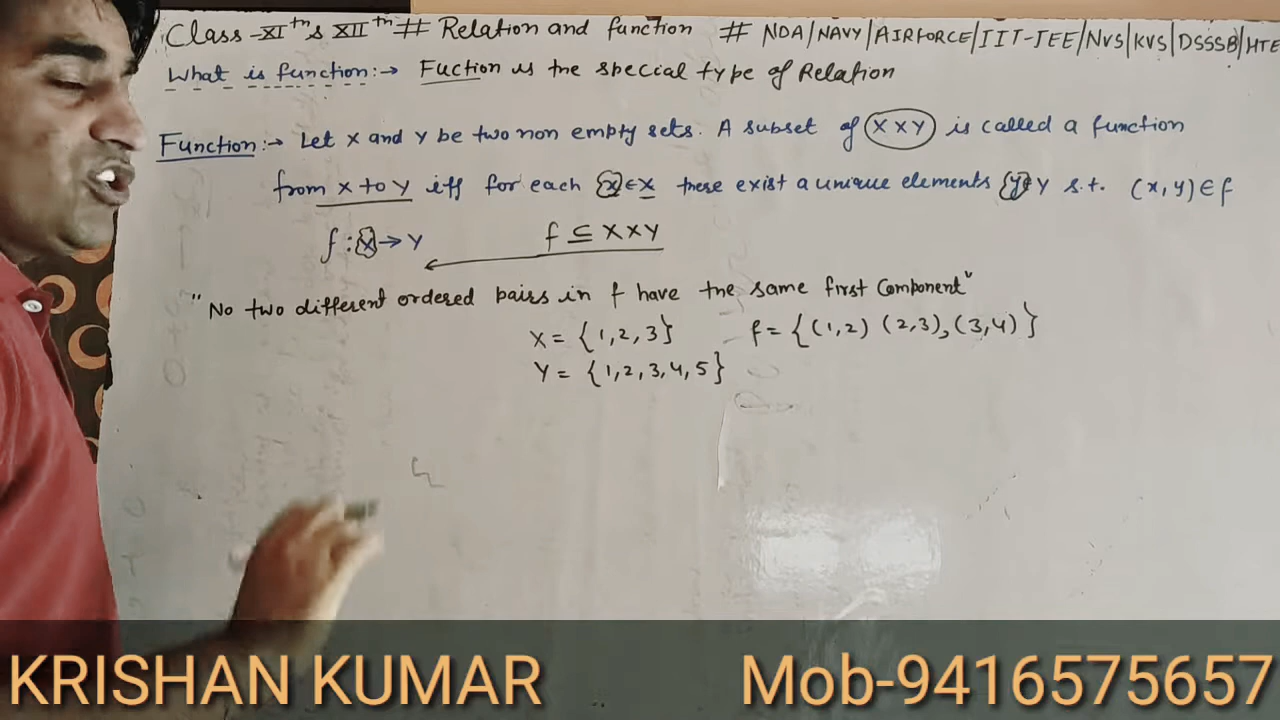 Class-XIth & XIIth # Relation and function # NDA/NAVY/AIRFORCE/IIT-JEE/NVS/KVS/DSSSB/HTE
What is function:→ Fuction is the special type of Relation
Function:→ Let X and Y be two non empty sets. A subset of X×Y is called a function
from X to Y iff for each x∈X there exist a unique elements y∈Y s.t. (x,y)∈f
f:X→Y f⊆X×Y
"No two different ordered pairs in f have the same first Component"
X = {1,2,3} f = {(1,2) (2,3),(3,4)}
Y = {1,2,3,4,5}
KRISHAN KUMAR Mob-9416575657